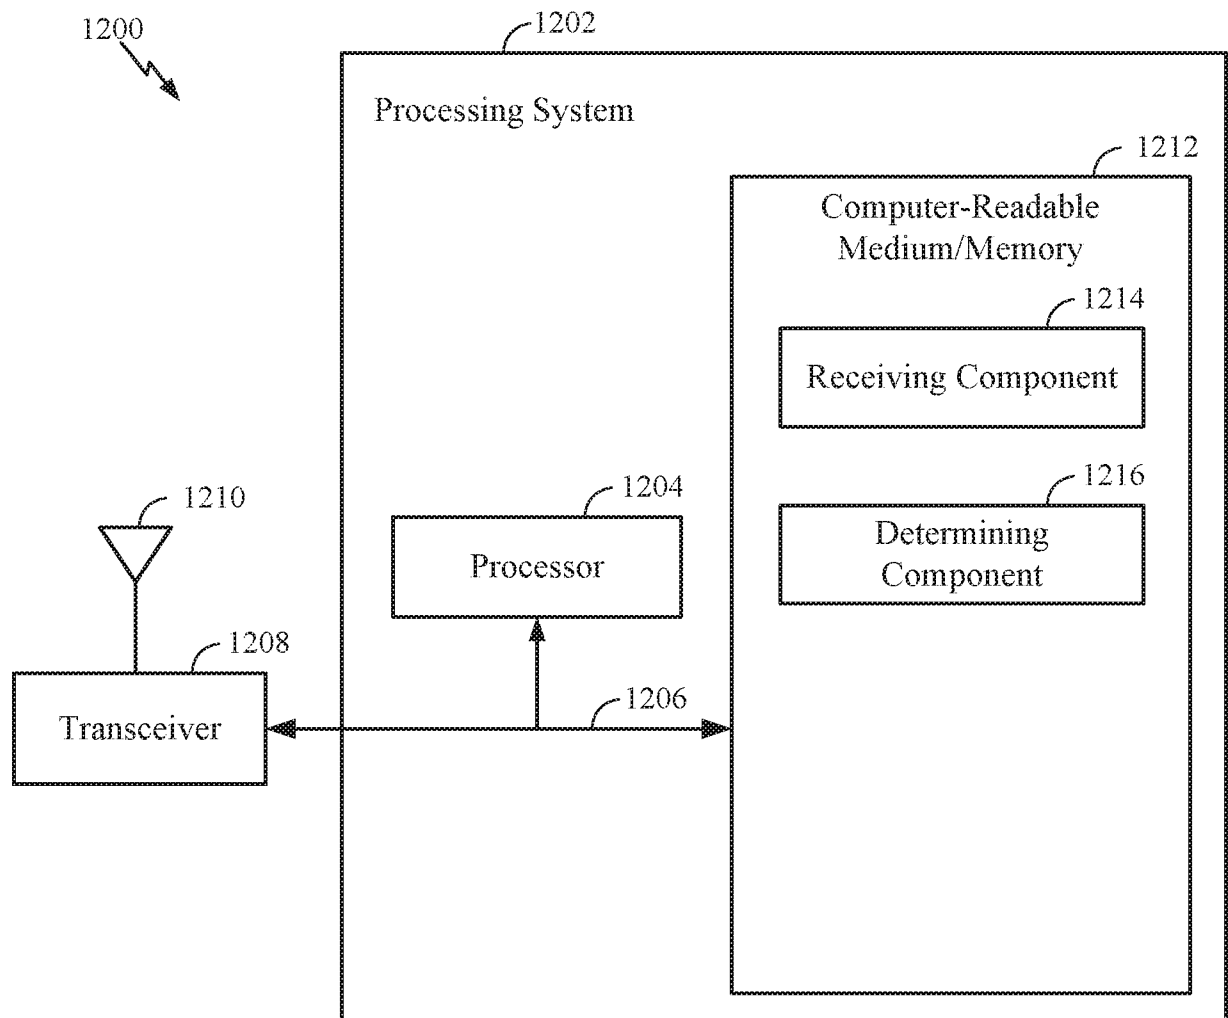 1200
1202
Processing System
1212
Computer-Readable
Medium/Memory
1214
Receiving Component
1216
Determining
Component
1204
Processor
1210
1208
Transceiver
1206